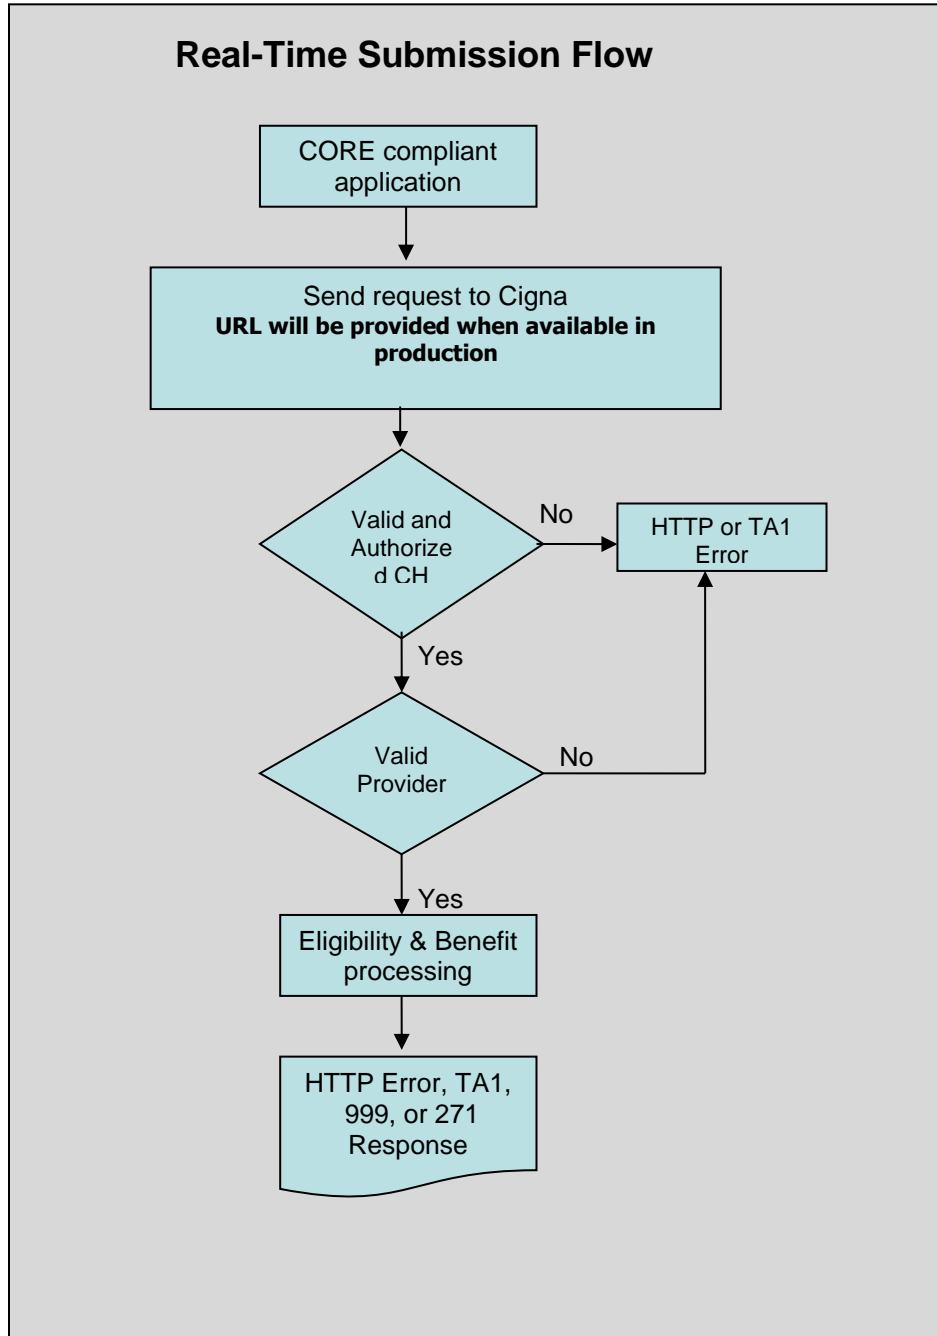 Real-Time Submission Flow
CORE compliant
application
Send request to Cigna
URL will be provided when available in
production
Valid and
Authorize
d CH
No
HTTP or TA1
Error
Yes
Valid
Provider
No
Yes
Eligibility & Benefit
processing
HTTP Error, TA1,
999, or 271
Response